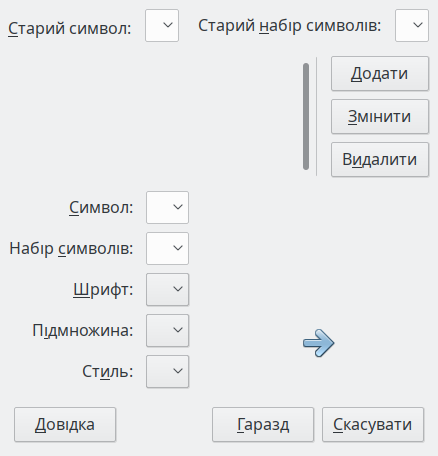 Старий символ: Старий набір символів:
Додати
Змінити
Видалити
Символ:
Набір символів:
Шрифт:
Підмножина:
Стиль:
Довідка Гаразд Скасувати